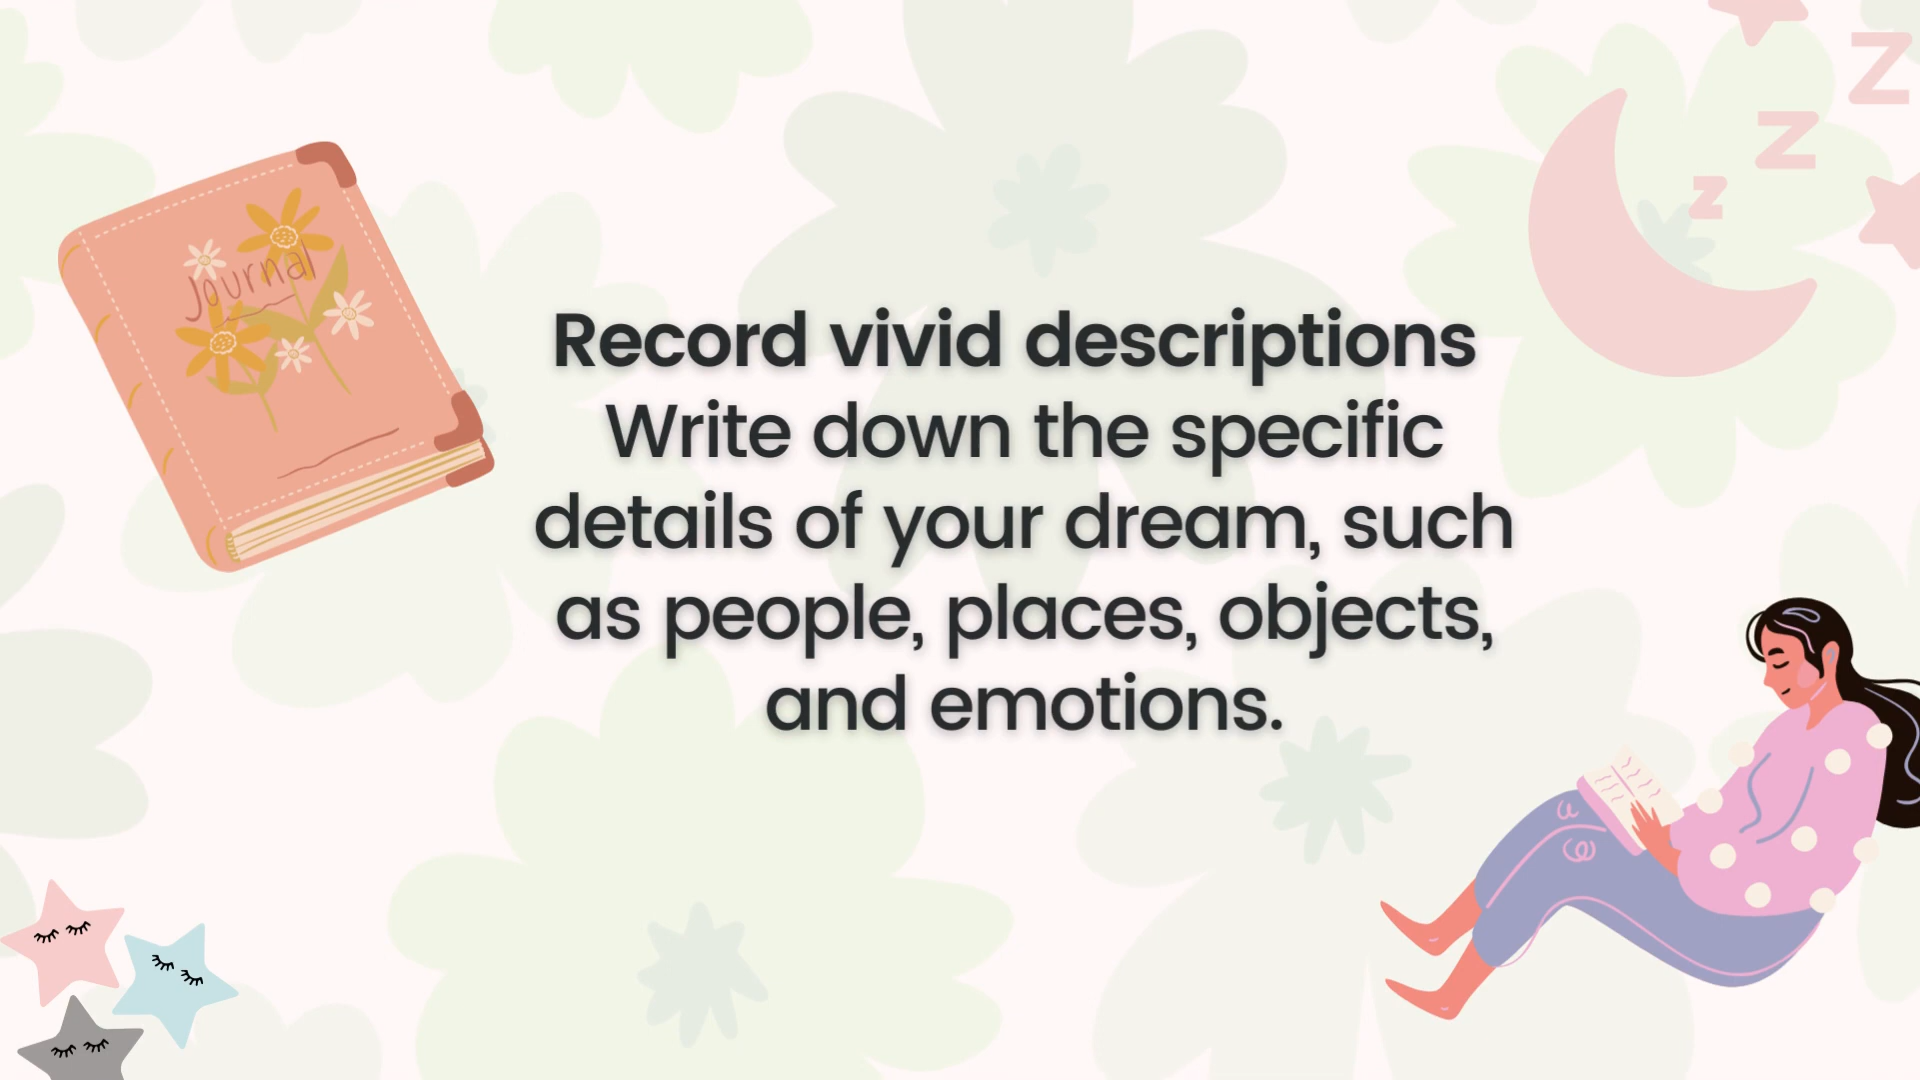 Z
Z
Z
Journal
Record vivid descriptions
Write down the specific
details of your dream, such
as people, places, objects,
and emotions.